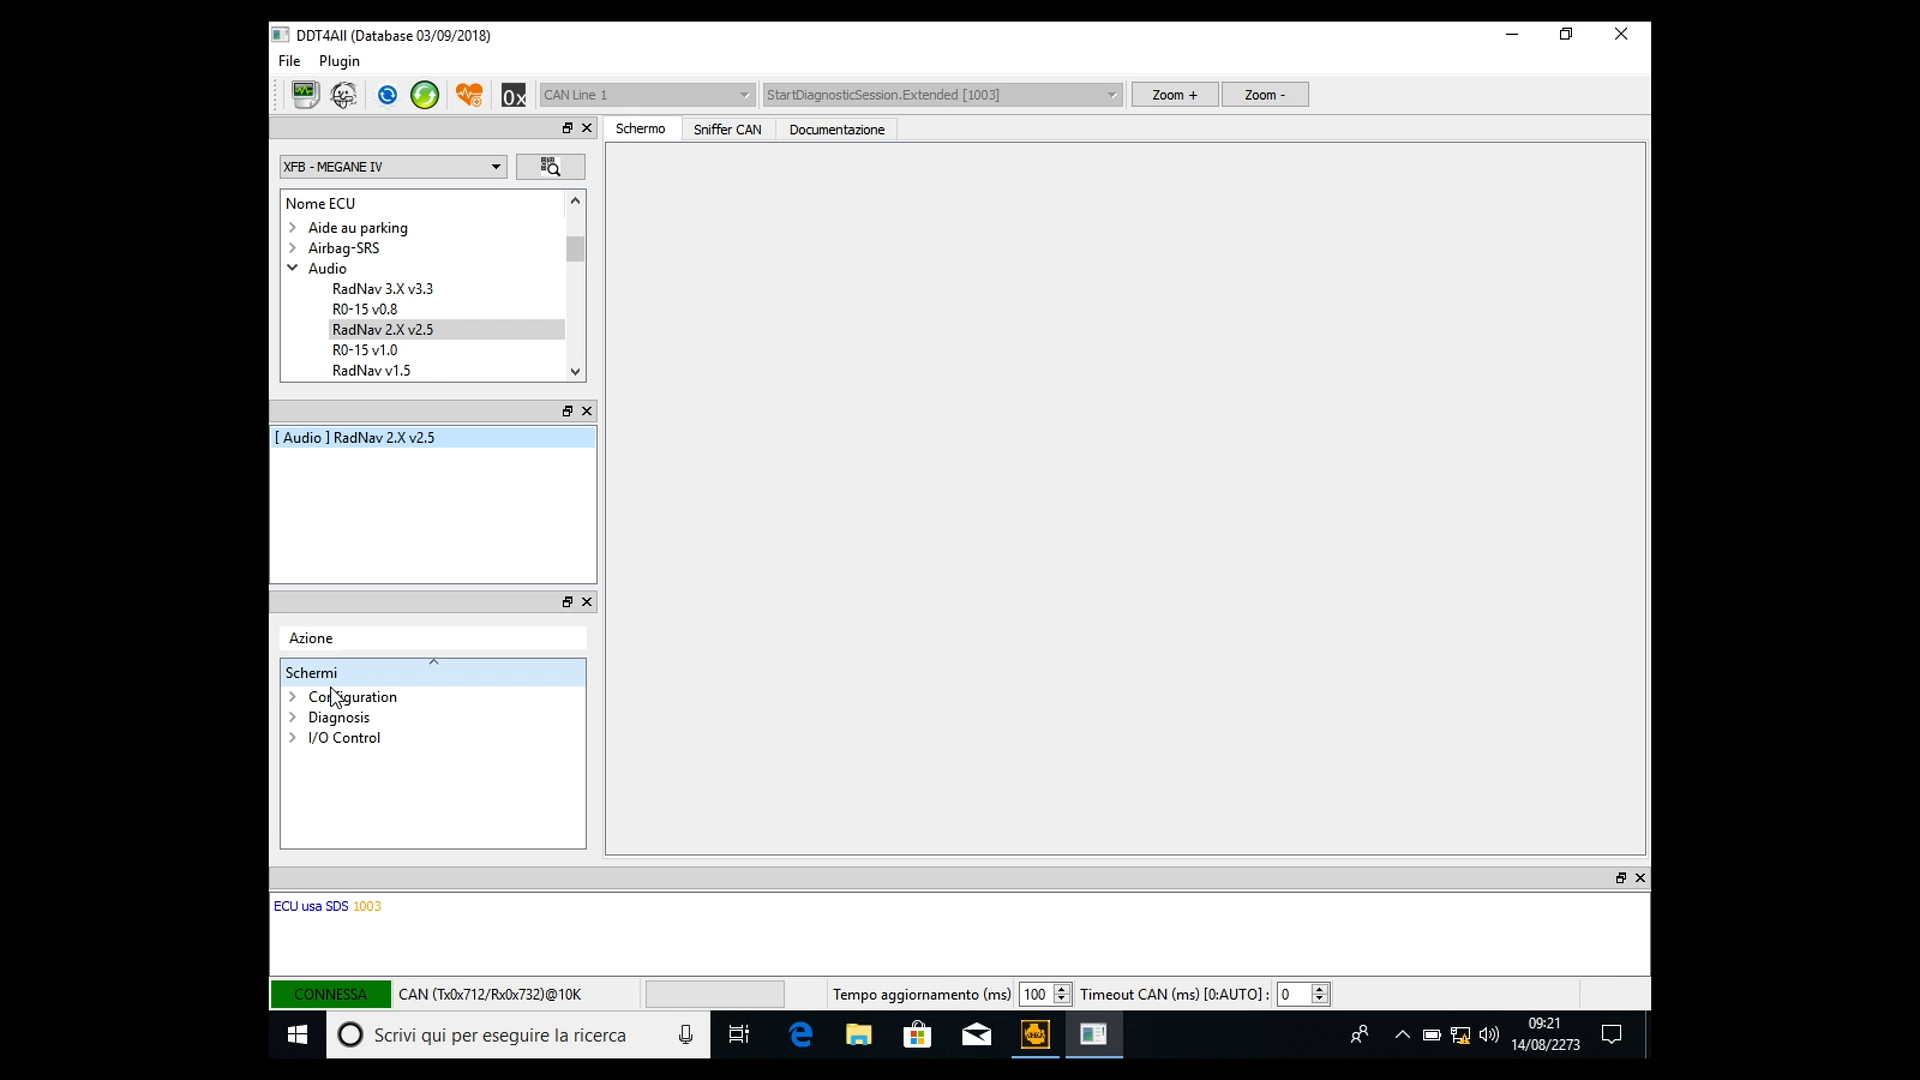 DDT4All (Database 03/09/2018)
File Plugin
0x CAN Line 1 StartDiagnosticSession.Extended [1003] Zoom + Zoom -
Schermo Sniffer CAN Documentazione
XFB - MEGANE IV
Nome ECU
Aide au parking
Airbag-SRS
Audio
RadNav 3.X v3.3
R0-15 v0.8
RadNav 2.X v2.5
R0-15 v1.0
RadNav v1.5
[ Audio ] RadNav 2.X v2.5
Azione
Schermi
Configuration
Diagnosis
I/O Control
ECU usa SDS 1003
CONNESSA CAN (Tx0x712/Rx0x732)@10K Tempo aggiornamento (ms) 100 Timeout CAN (ms) [0:AUTO] : 0
Scrivi qui per eseguire la ricerca
09:21
14/08/2273